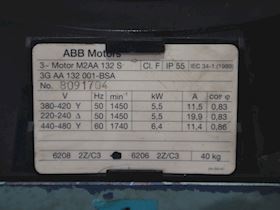 ABB Motors
3~ Motor M2AA 132 S Cl. F IP 55 IEC 34-1 (1980)
3G AA 132 001-BSA
No. 8091704
V Hz min⁻¹ kW A cos φ
380-420 Y 50 1450 5,5 11,5 0,83
220-240 Δ 50 1450 5,5 19,9 0,83
440-480 Y 60 1740 6,4 11,4 0,86
6208 2Z/C3 6206 2Z/C3 40 kg